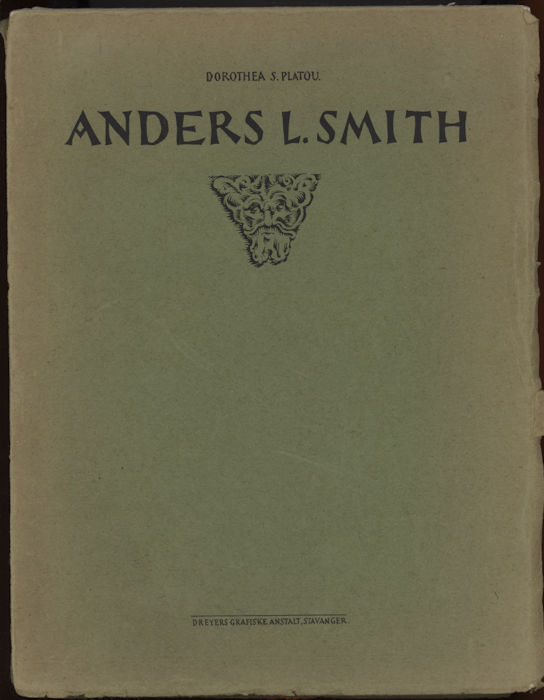 DOROTHEA S. PLATOU.
ANDERS L. SMITH
DREYERS GRAFISKE ANSTALT, STAVANGER.